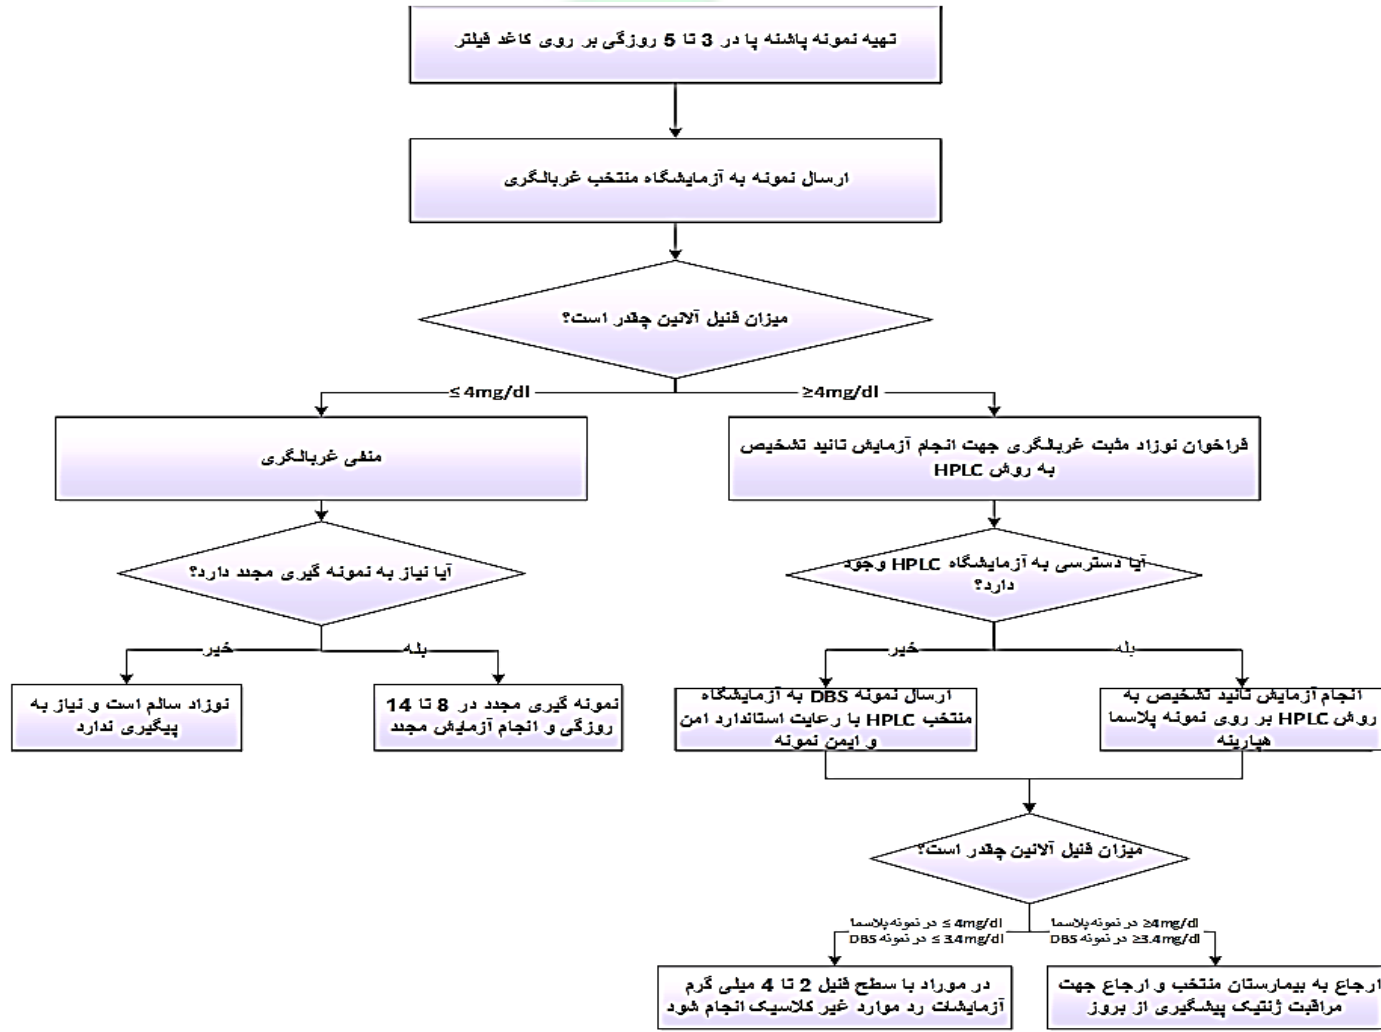 تهیه نمونه پاشنه پا در 3 تا 5 روزگی بر روی کاغذ فیلتر
ارسال نمونه به آزمایشگاه منتخب غربالگری
میزان فنیل آلانین چقدر است؟
≤ 4mg/dl
≥4mg/dl
منفی غربالگری
فراخوان نوزاد مثبت غربالگری جهت انجام آزمایش تائید تشخیص
به روش HPLC
آیا نیاز به نمونه گیری مجدد دارد؟
آیا دسترسی به آزمایشگاه HPLC وجود
دارد؟
خیر
بله
خیر
بله
نوزاد سالم است و نیاز به
پیگیری ندارد
نمونه گیری مجدد در 8 تا 14
روزگی و انجام آزمایش مجدد
ارسال نمونه DBS به آزمایشگاه
منتخب HPLC با رعایت استاندارد امن
و ایمن نمونه
انجام آزمایش تائید تشخیص به
روش HPLC بر روی نمونه پلاسما
هپارینه
میزان فنیل آلانین چقدر است؟
≤ 4mg/dl در نمونه پلاسما
≤ 3.4mg/dl در نمونه DBS
≥4mg/dl در نمونه پلاسما
≥3.4mg/dl در نمونه DBS
در موراد با سطح فنیل 2 تا 4 میلی گرم
آزمایشات رد موارد غیر کلاسیک انجام شود
ارجاع به بیمارستان منتخب و ارجاع جهت
مراقبت ژنتیک پیشگیری از بروز